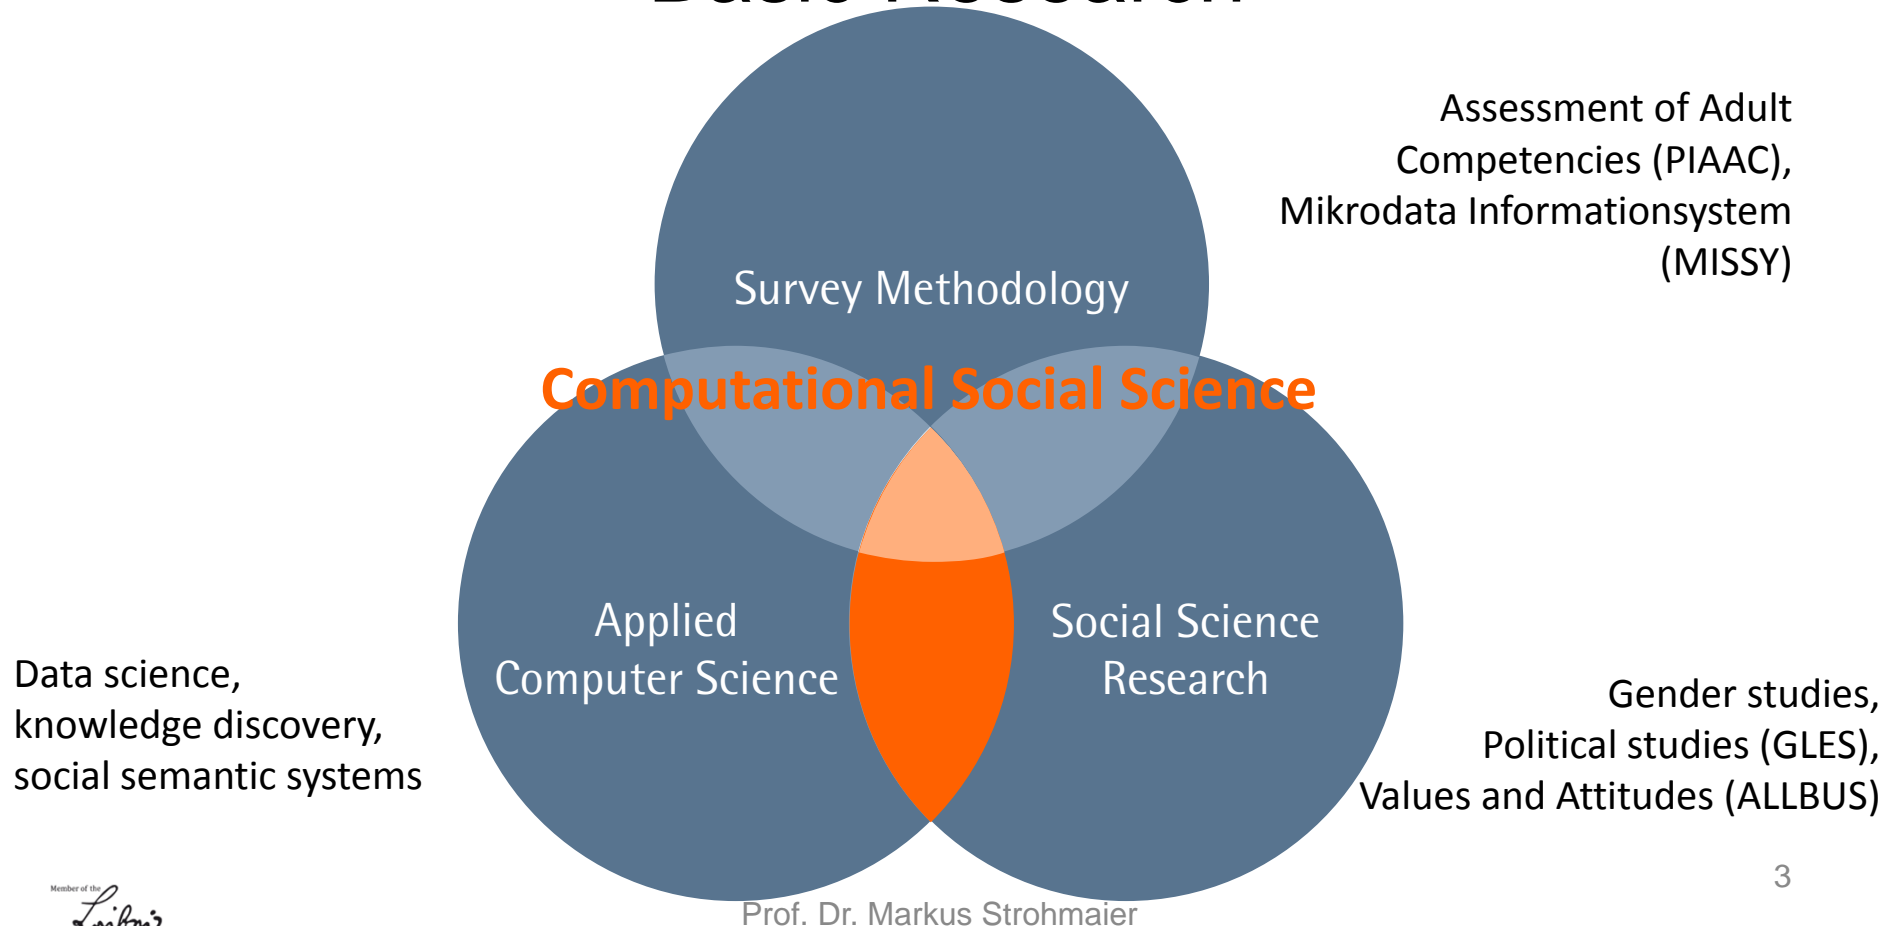 Basic Research
Assessment of Adult
Competencies (PIAAC),
Mikrodata Informationsystem
(MISSY)
Survey Methodology
Computational Social Science
Applied
Computer Science
Social Science
Research
Data science,
knowledge discovery,
social semantic systems
Gender studies,
Political studies (GLES),
Values and Attitudes (ALLBUS)
Member of the
Prof. Dr. Markus Strohmaier
3